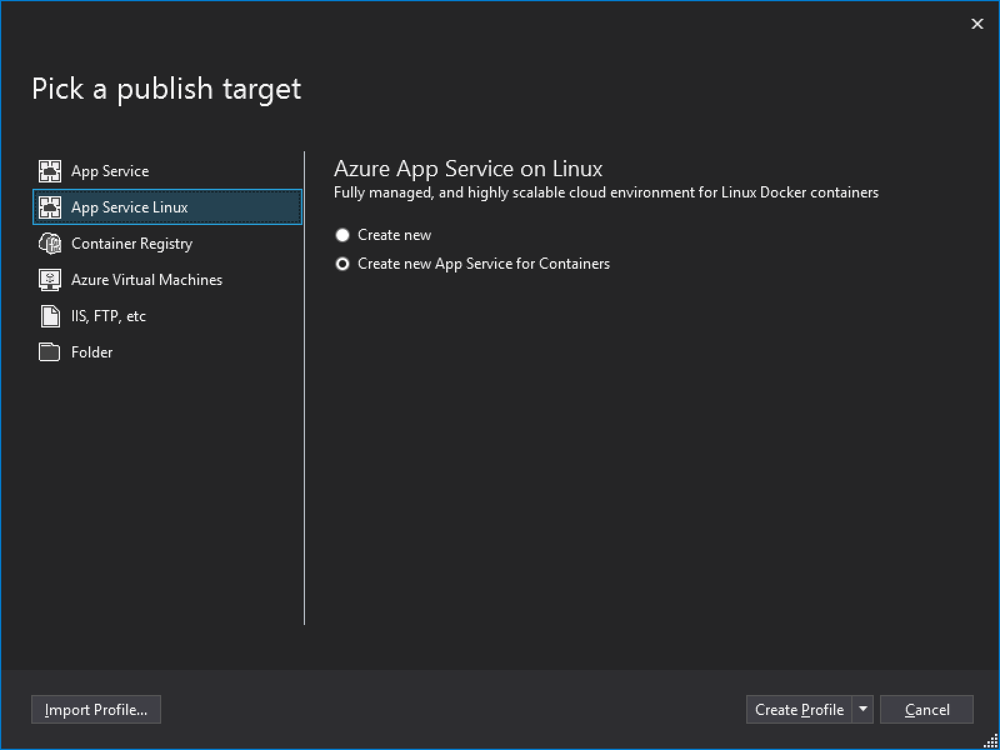 Pick a publish target
App Service
App Service Linux
Container Registry
Azure Virtual Machines
IIS, FTP, etc
Folder
Azure App Service on Linux
Fully managed, and highly scalable cloud environment for Linux Docker containers
Create new
Create new App Service for Containers
Import Profile...
Create Profile
Cancel